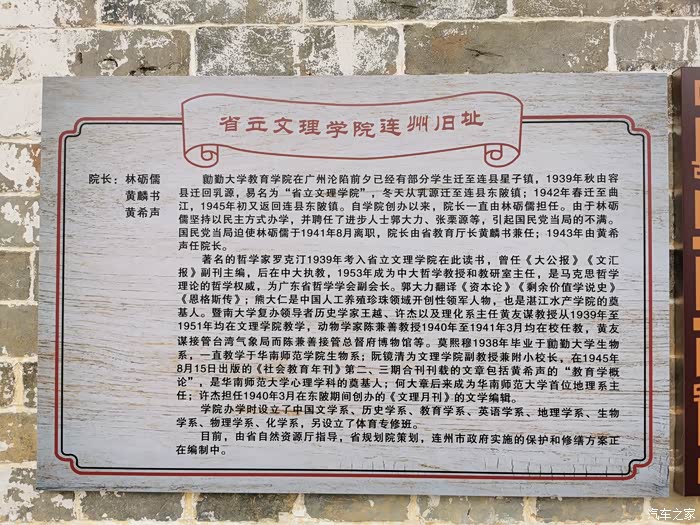 省立文理学院连州旧址
院长：林砺儒
黄麟书
黄希声
勷勤大学教育学院在广州沦陷前夕已经有部分学生迁至连县星子镇，1939年秋由容
县迁回乳源，易名为“省立文理学院”，冬天从乳源迁至连县东陂镇；1942年春迁至曲
江，1945年初又返回连县东陂镇。自学院创办以来，院长一直由林砺儒担任。由于林砺
儒坚持以民主方式办学，并聘任了进步人士郭大力、张栗源等，引起国民党当局的不满。
国民党当局迫使林砺儒于1941年8月离职，院长由省教育厅长黄麟书兼任；1943年由黄希
声任院长。
著名的哲学家罗克汀1939年考入省立文理学院在此读书，曾任《大公报》《文汇
报》副刊主编，后在中大执教，1953年成为中大哲学教授和教研室主任，是马克思哲学
理论的哲学权威，为广东省哲学学会副会长。郭大力翻译《资本论》《剩余价值学说史》
《恩格斯传》；熊大仁是中国人工养殖珍珠领域开创性领军人物，也是湛江水产学院的奠
基人。暨南大学复办领导者历史学家王越、许杰以及理化系主任黄友谋教授从1939年至
1951年均在文理学院教学，动物学家陈兼善教授1940年至1941年3月均在校任教，黄友
谋接管台湾气象局而陈兼善接管总督府博物馆等。莫熙穆1938年毕业于勷勤大学生物
系，一直教学于华南师范学院生物系；阮镜清为文理学院副教授兼附小校长，在1945年
8月15日出版的《社会教育年刊》第二、三期合刊刊载的文章包括黄希声的“教育学概
论”，是华南师范大学心理学科的奠基人；何大章后来成为华南师范大学首位地理系主
任；许杰担任1940年3月在东陂期间创办的《文理月刊》的文学编辑。
学院办学时设立了中国文学系、历史学系、教育学系、英语学系、地理学系、生物
学系、物理学系、化学系，另设立了体育专修班。
目前，由省自然资源厅指导，省规划院策划，连州市政府实施的保护和修缮方案正
在编制中。
汽车之家